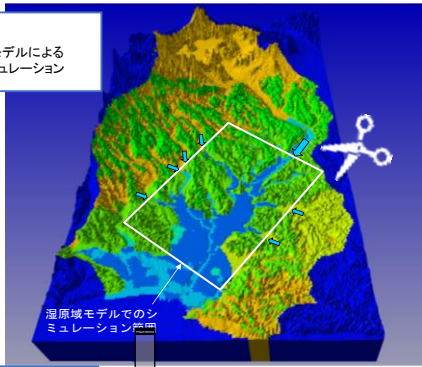 モデルによる
ュレーション
湿原域モデルでのシ
ミュレーション範囲